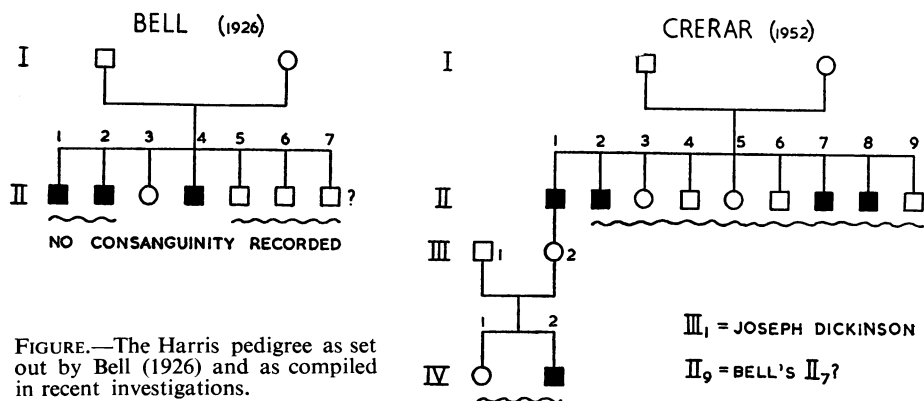 BELL (1926)
I
1 2 3 4 5 6 7
II ?
NO CONSANGUINITY RECORDED
FIGURE.—The Harris pedigree as set
out by Bell (1926) and as compiled
in recent investigations.
CRERAR (1952)
I
1 2 3 4 5 6 7 8 9
II
III 1 2
1 2
IV
III1 = JOSEPH DICKINSON
II9 = BELL'S II7?